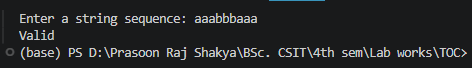 Enter a string sequence: aaabbbaaa
Valid
(base) PS D:\Prasoon Raj Shakya\BSc. CSIT\4th sem\Lab works\TOC>